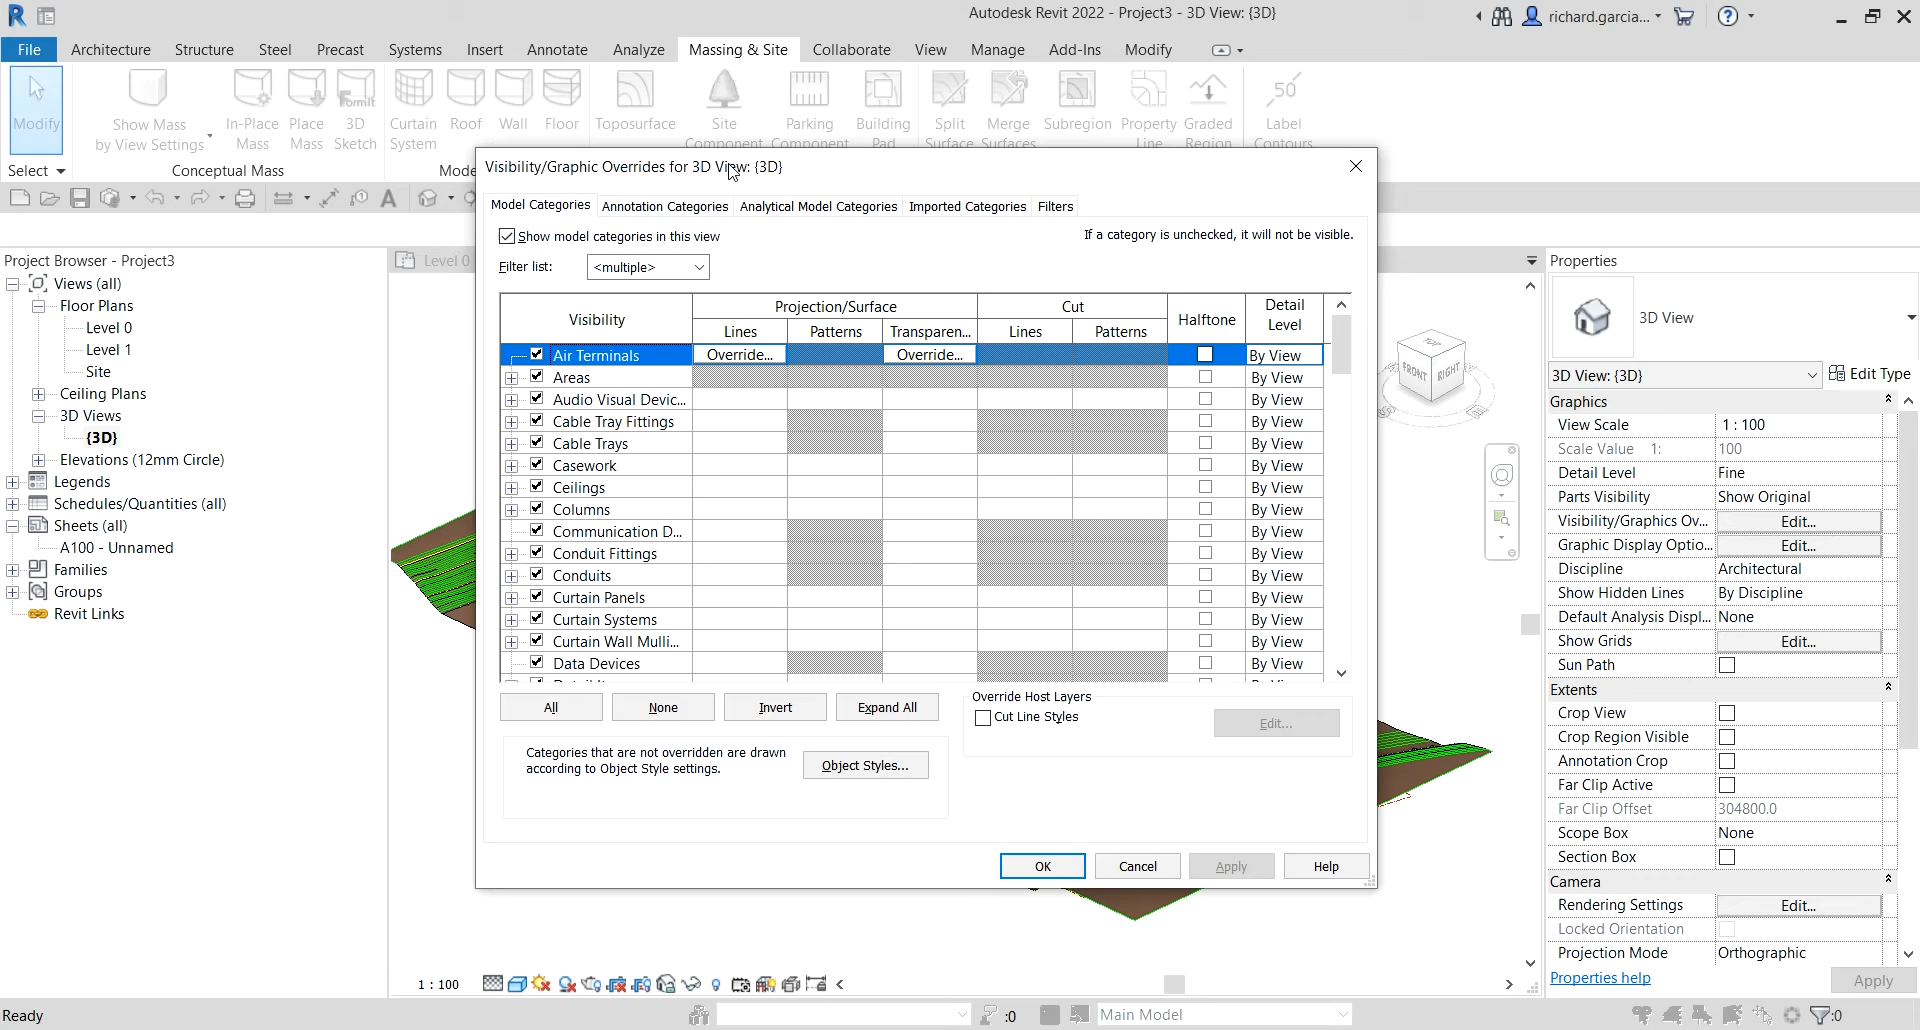 Autodesk Revit 2022 - Project3 - 3D View: {3D}
richard.garcia...
File Architecture Structure Steel Precast Systems Insert Annotate Analyze Massing & Site Collaborate View Manage Add-Ins Modify
Modify
Show Mass
by View Settings
In-Place
Mass
Place
Mass
FormIt
3D
Sketch
Curtain
System
Roof
Wall
Floor
Toposurface
Site
Component
Parking
Component
Building
Pad
Split
Surface
Merge
Surfaces
Subregion
Property
Line
Graded
Region
50
Label
Contours
Select
Conceptual Mass
Project Browser - Project3
Views (all)
Floor Plans
Level 0
Level 1
Site
Ceiling Plans
3D Views
{3D}
Elevations (12mm Circle)
Legends
Schedules/Quantities (all)
Sheets (all)
A100 - Unnamed
Families
Groups
Revit Links
Level 0
Visibility/Graphic Overrides for 3D View: {3D}
Model Categories Annotation Categories Analytical Model Categories Imported Categories Filters
Show model categories in this view
If a category is unchecked, it will not be visible.
Filter list: <multiple>
Visibility Projection/Surface Cut Halftone Detail Level
Lines Patterns Transparen... Lines Patterns
Air Terminals Override... Override... By View
Areas By View
Audio Visual Devic... By View
Cable Tray Fittings By View
Cable Trays By View
Casework By View
Ceilings By View
Columns By View
Communication D... By View
Conduit Fittings By View
Conduits By View
Curtain Panels By View
Curtain Systems By View
Curtain Wall Mulli... By View
Data Devices By View
All None Invert Expand All
Override Host Layers
Cut Line Styles
Edit...
Categories that are not overridden are drawn
according to Object Style settings.
Object Styles...
OK Cancel Apply Help
TOP
FRONT
RIGHT
Properties
3D View
3D View: {3D} Edit Type
Graphics
View Scale 1 : 100
Scale Value 1: 100
Detail Level Fine
Parts Visibility Show Original
Visibility/Graphics Ov... Edit...
Graphic Display Optio... Edit...
Discipline Architectural
Show Hidden Lines By Discipline
Default Analysis Displ... None
Show Grids Edit...
Sun Path
Extents
Crop View
Crop Region Visible
Annotation Crop
Far Clip Active
Far Clip Offset 304800.0
Scope Box None
Section Box
Camera
Rendering Settings Edit...
Locked Orientation
Projection Mode Orthographic
Properties help Apply
1 : 100
Ready
:0
Main Model
:0